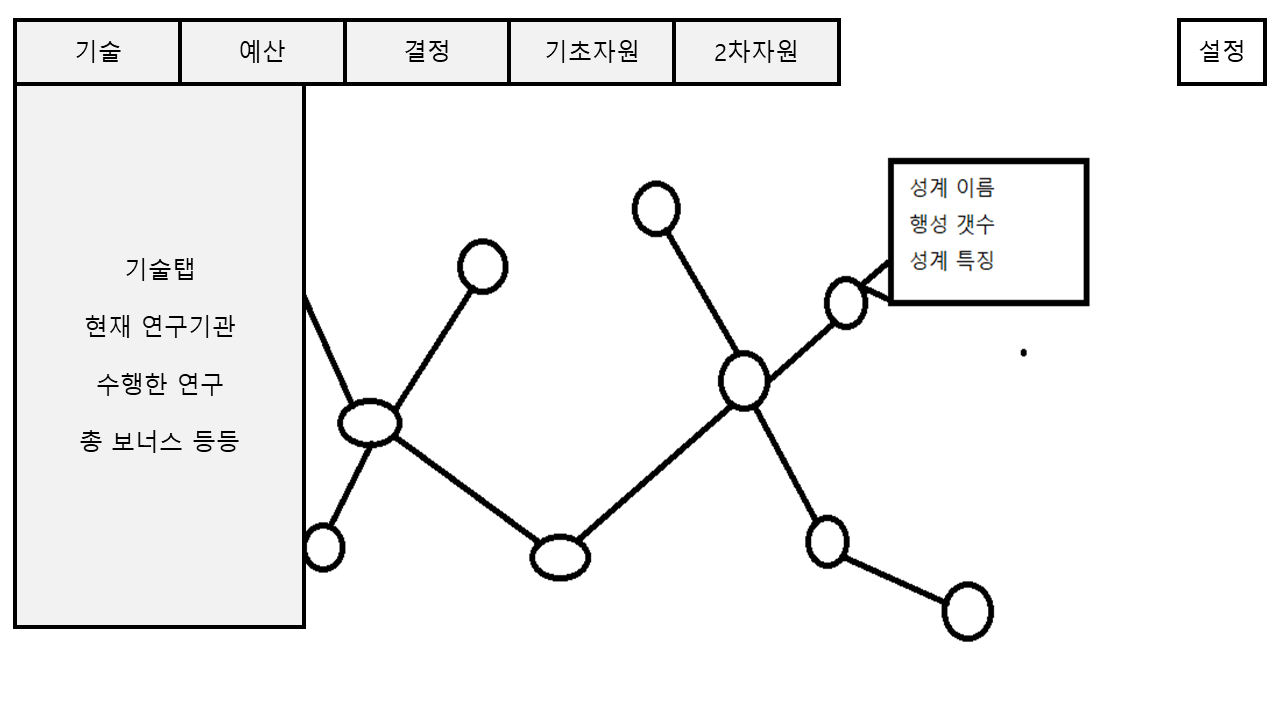 기술
예산
결정
기초자원
2차자원
설정
성계 이름
행성 갯수
성계 특징
기술탭
현재 연구기관
수행한 연구
총 보너스 등등